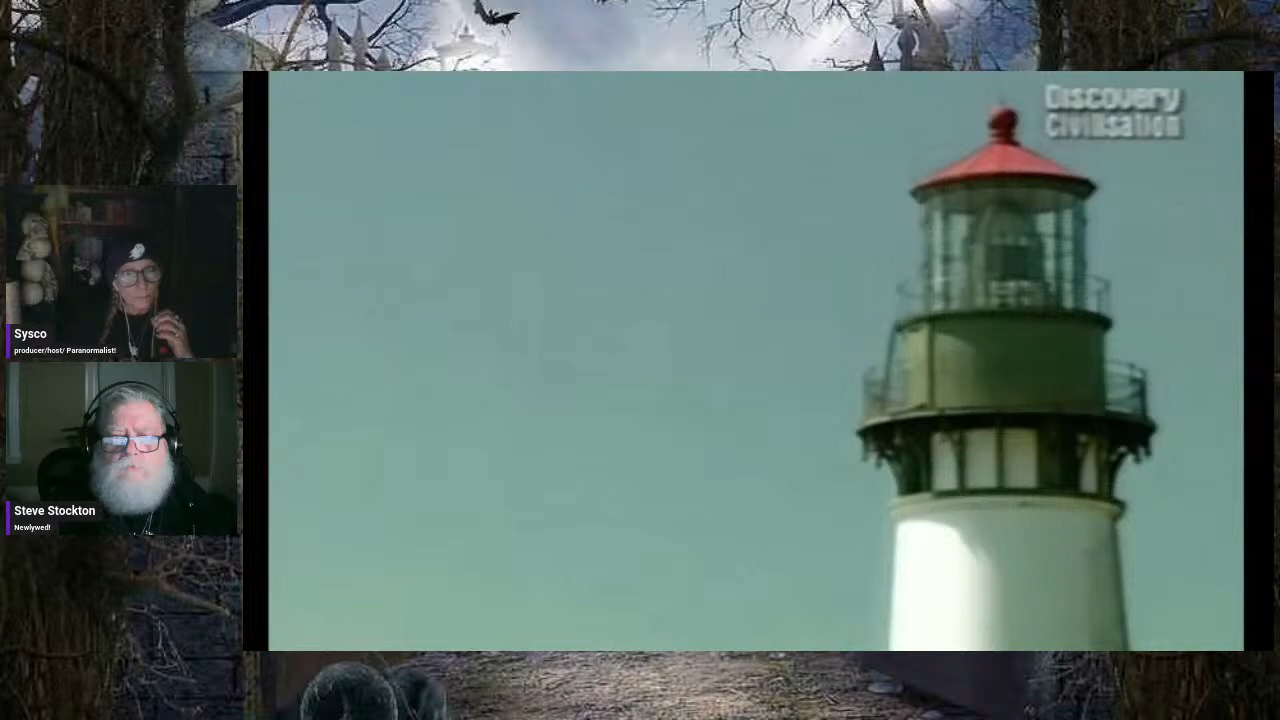 Discovery
Civilisation
Sysco
producer/host/ Paranormalist!
Steve Stockton
Newlywed!